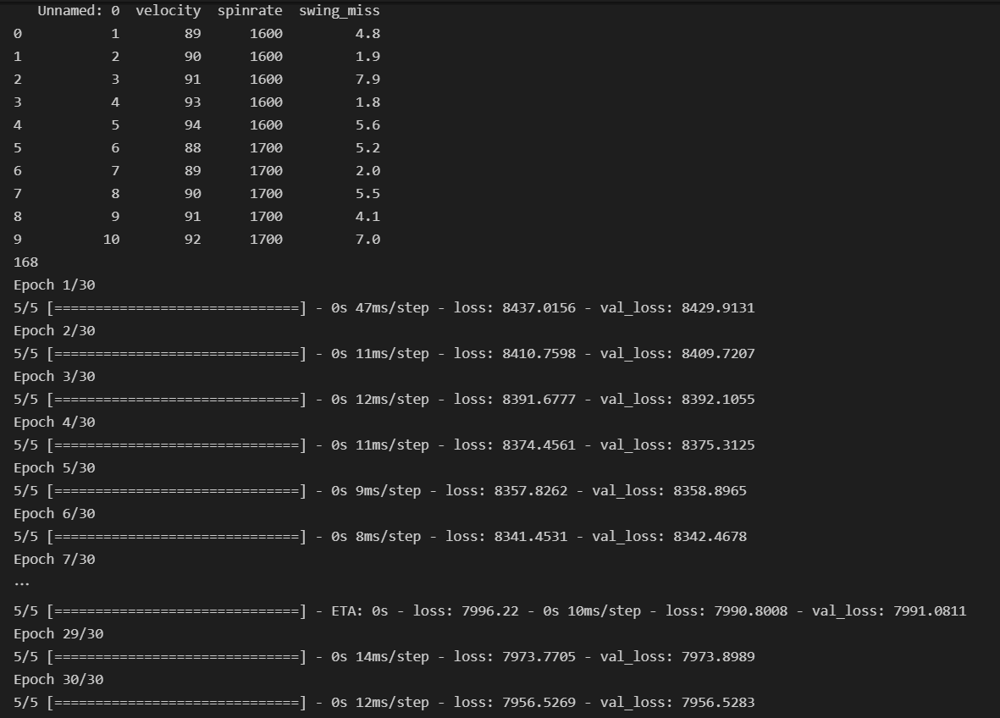 Unnamed: 0  velocity  spinrate  swing_miss
0           1        89      1600         4.8
1           2        90      1600         1.9
2           3        91      1600         7.9
3           4        93      1600         1.8
4           5        94      1600         5.6
5           6        88      1700         5.2
6           7        89      1700         2.0
7           8        90      1700         5.5
8           9        91      1700         4.1
9          10        92      1700         7.0
168
Epoch 1/30
5/5 [==============================] - 0s 47ms/step - loss: 8437.0156 - val_loss: 8429.9131
Epoch 2/30
5/5 [==============================] - 0s 11ms/step - loss: 8410.7598 - val_loss: 8409.7207
Epoch 3/30
5/5 [==============================] - 0s 12ms/step - loss: 8391.6777 - val_loss: 8392.1055
Epoch 4/30
5/5 [==============================] - 0s 11ms/step - loss: 8374.4561 - val_loss: 8375.3125
Epoch 5/30
5/5 [==============================] - 0s 9ms/step - loss: 8357.8262 - val_loss: 8358.8965
Epoch 6/30
5/5 [==============================] - 0s 8ms/step - loss: 8341.4531 - val_loss: 8342.4678
Epoch 7/30
...
5/5 [==============================] - ETA: 0s - loss: 7996.22 - 0s 10ms/step - loss: 7990.8008 - val_loss: 7991.0811
Epoch 29/30
5/5 [==============================] - 0s 14ms/step - loss: 7973.7705 - val_loss: 7973.8989
Epoch 30/30
5/5 [==============================] - 0s 12ms/step - loss: 7956.5269 - val_loss: 7956.5283